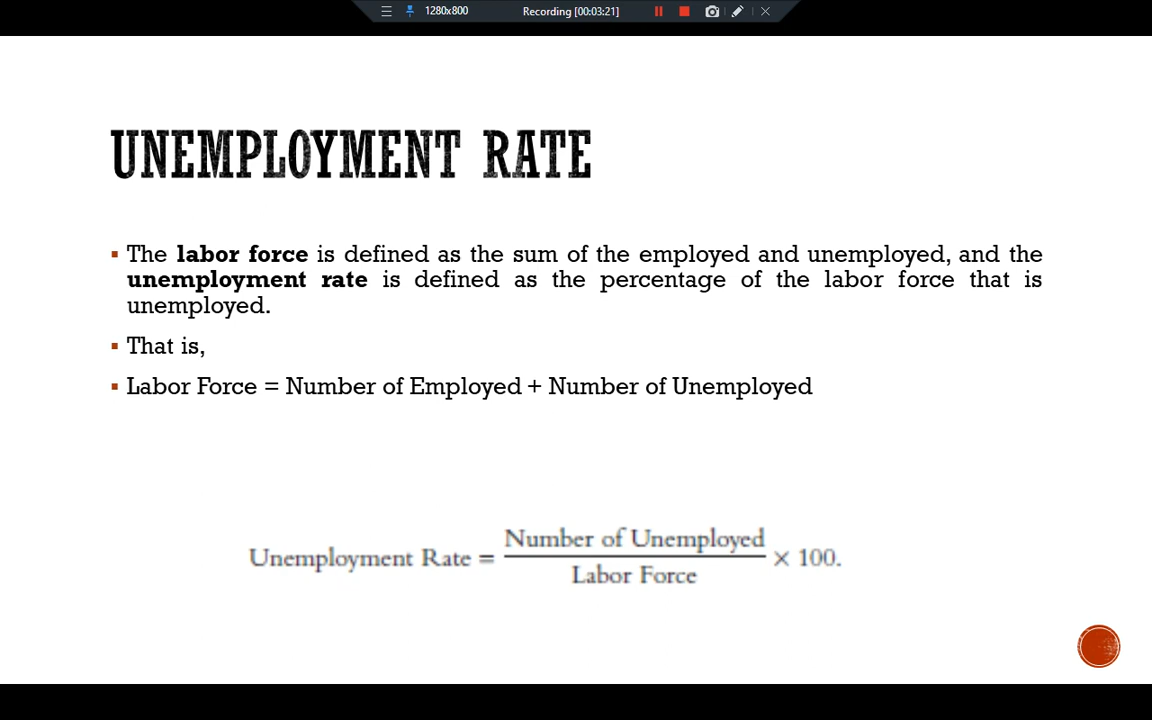 1280x800 Recording [00:03:21]
UNEMPLOYMENT RATE
▪ The labor force is defined as the sum of the employed and unemployed, and the
unemployment rate is defined as the percentage of the labor force that is
unemployed.
▪ That is,
▪ Labor Force = Number of Employed + Number of Unemployed
Number of Unemployed
Unemployment Rate = × 100.
Labor Force